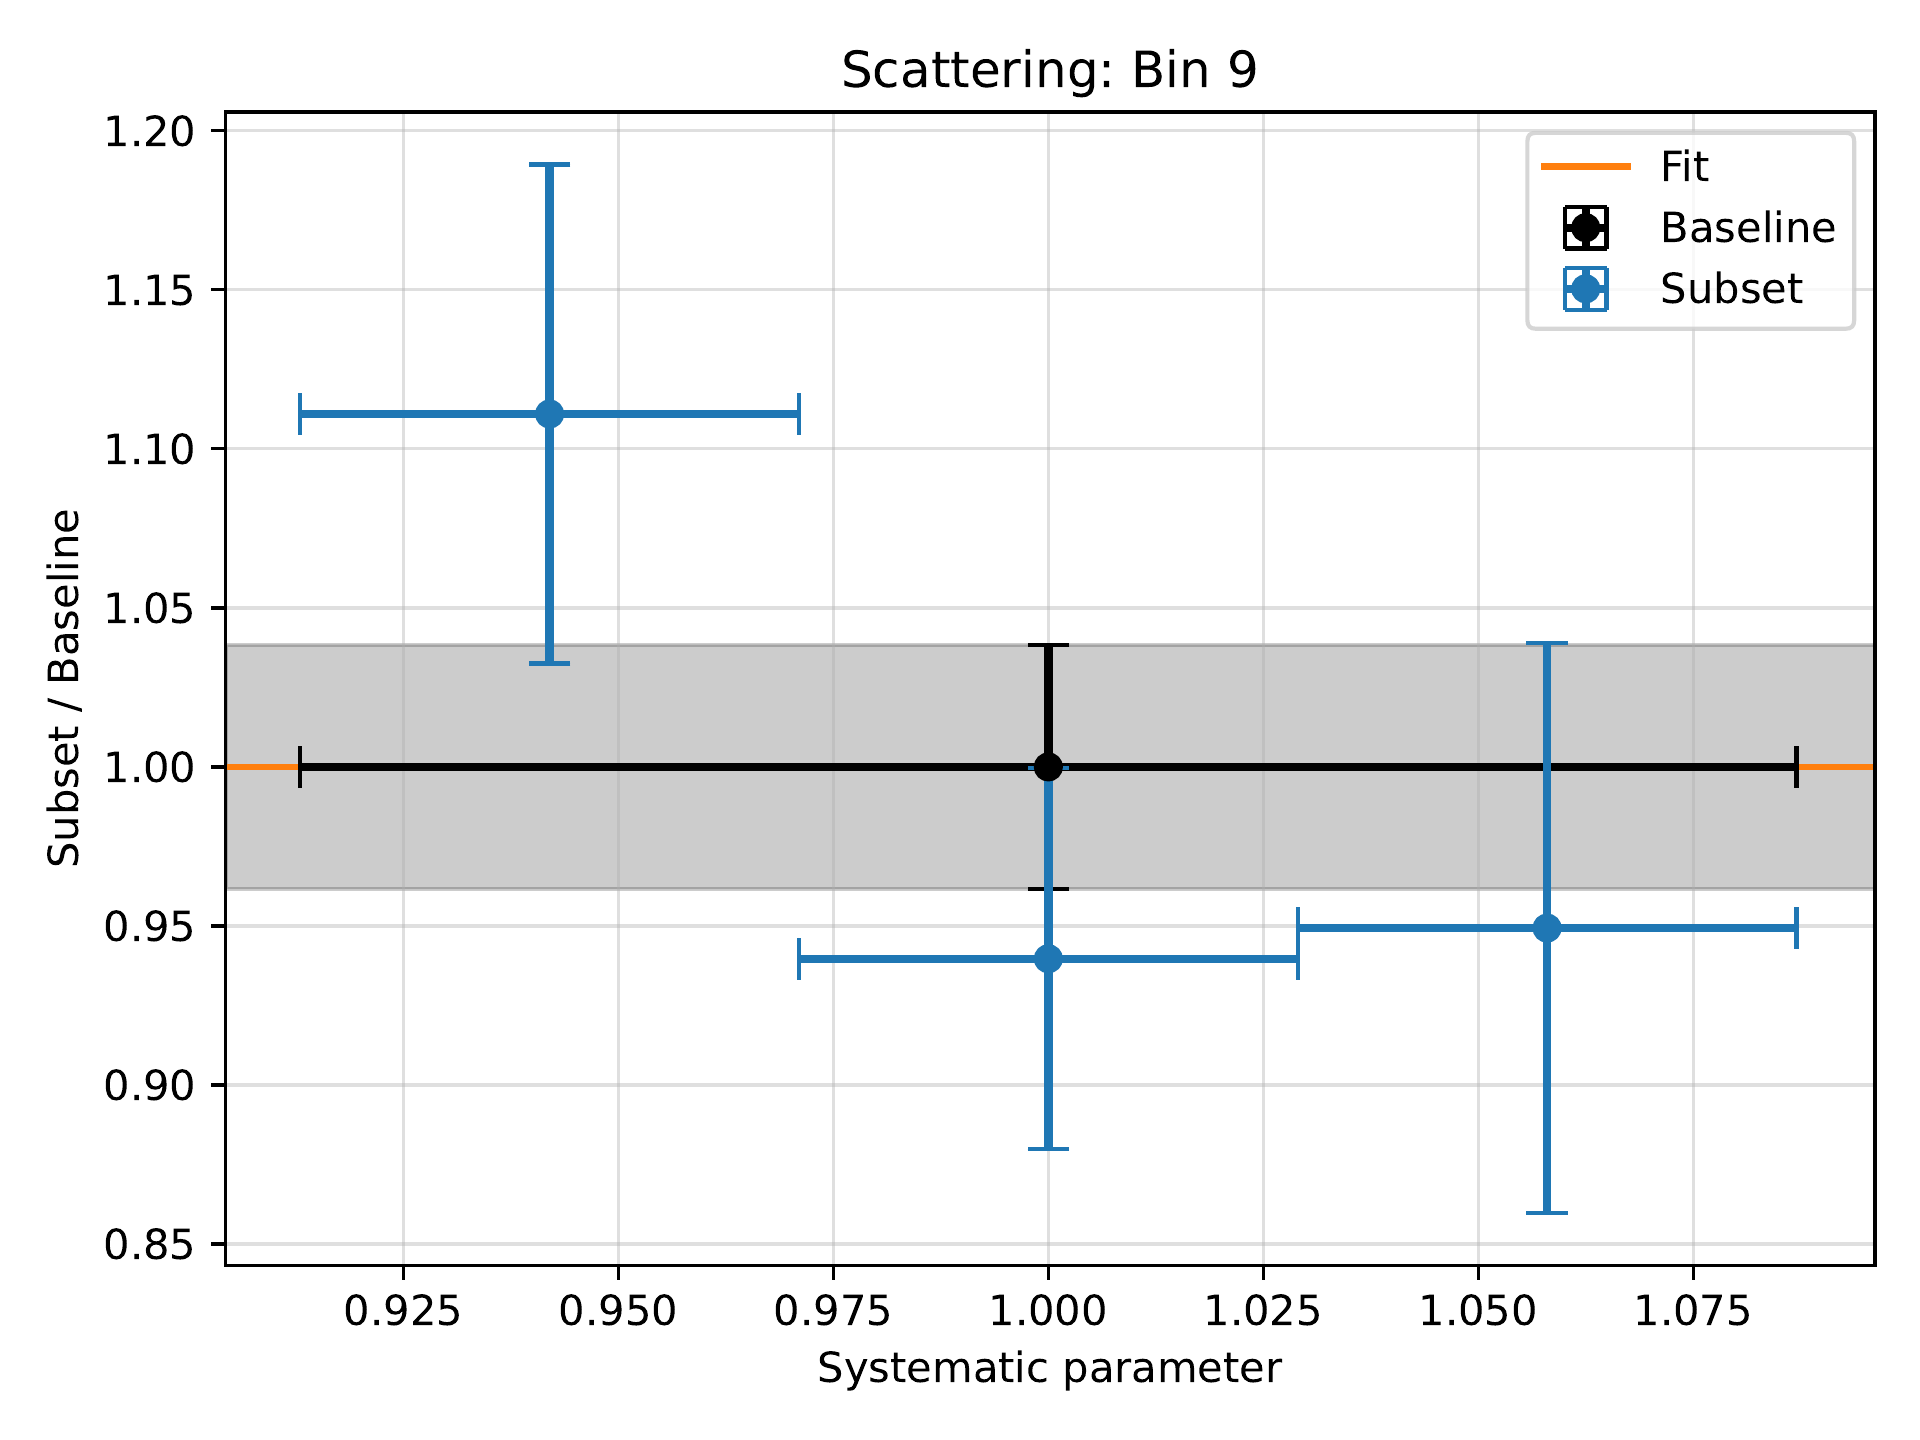 Scattering: Bin 9
1.20
1.15
1.10
1.05
1.00
0.95
0.90
0.85
Subset / Baseline
Fit
Baseline
Subset
0.925 0.950 0.975 1.000 1.025 1.050 1.075
Systematic parameter